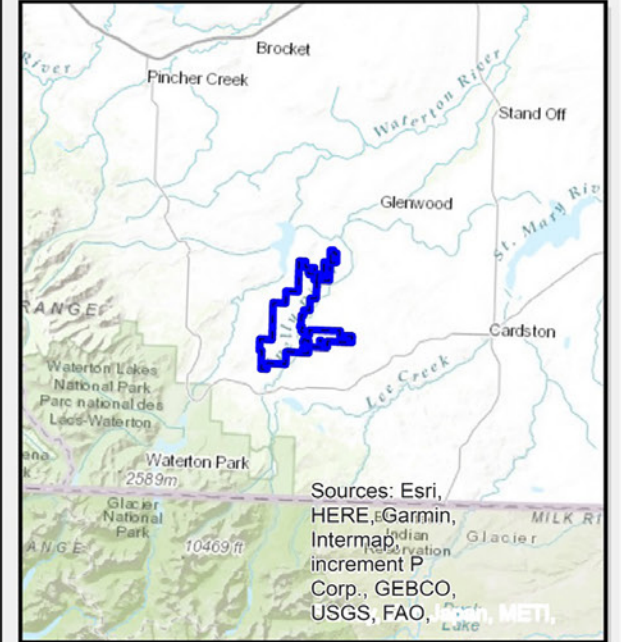 Brocket
River
Pincher Creek
Waterton River
Stand Off
Glenwood
St. Mary Riv
RANGE
Cardston
Waterton Lakes
National Park
Parc national des
Lacs-Waterton
Lee Creek
ena
k
Waterton Park
2589m
Sources: Esri,
Glacier
National
Park
HERE, Garmin,
MILK RI
Indian
Glacier
Intermap,
ANGE
10469 ft
Reservation
increment P
Corp., GEBCO,
USGS, FAO,
n, METI,
Lake